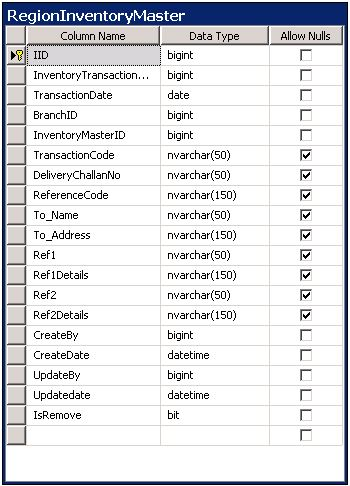 RegionInventoryMaster
Column Name Data Type Allow Nulls
IID bigint
InventoryTransaction... bigint
TransactionDate date
BranchID bigint
InventoryMasterID bigint
TransactionCode nvarchar(50)
DeliveryChallanNo nvarchar(50)
ReferenceCode nvarchar(150)
To_Name nvarchar(50)
To_Address nvarchar(150)
Ref1 nvarchar(50)
Ref1Details nvarchar(150)
Ref2 nvarchar(50)
Ref2Details nvarchar(150)
CreateBy bigint
CreateDate datetime
UpdateBy bigint
Updatedate datetime
IsRemove bit